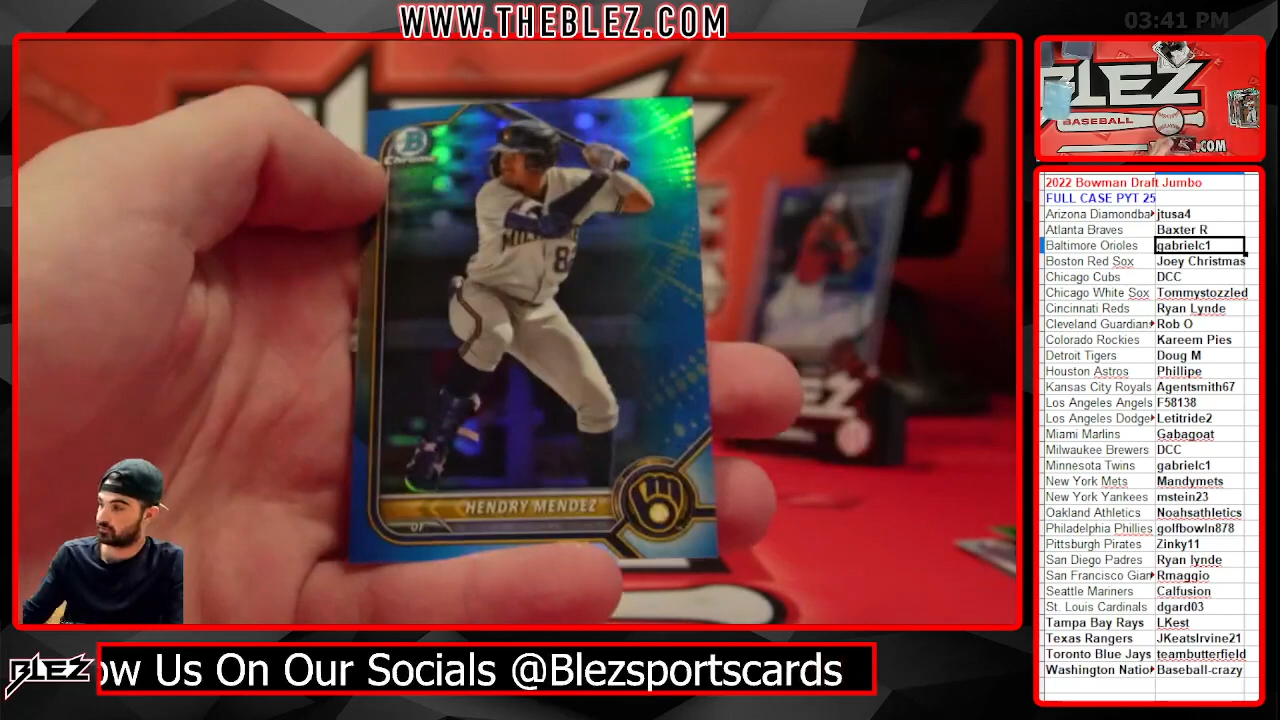 WWW.THEBLEZ.COM
03:41 PM
Chrome
MILW
8
HENDRY MENDEZ
OF
BLEZ
BASEBALL
.COM
2022 Bowman Draft Jumbo
FULL CASE PYT 25
Arizona Diamondba jtusa4
Atlanta Braves Baxter R
Baltimore Orioles gabrielc1
Boston Red Sox Joey Christmas
Chicago Cubs DCC
Chicago White Sox Tommystozzled
Cincinnati Reds Ryan Lynde
Cleveland Guardian Rob O
Colorado Rockies Kareem Pies
Detroit Tigers Doug M
Houston Astros Phillipe
Kansas City Royals Agentsmith67
Los Angeles Angels F58138
Los Angeles Dodge Letitride2
Miami Marlins Gabagoat
Milwaukee Brewers DCC
Minnesota Twins gabrielc1
New York Mets Mandymets
New York Yankees mstein23
Oakland Athletics Noahsathletics
Philadelphia Phillies golfbowln878
Pittsburgh Pirates Zinky11
San Diego Padres Ryan lynde
San Francisco Gian Rmaggio
Seattle Mariners Calfusion
St. Louis Cardinals dgard03
Tampa Bay Rays LKest
Texas Rangers JKeatsIrvine21
Toronto Blue Jays teambutterfield
Washington Natio Baseball-crazy
BLEZ
ow Us On Our Socials @Blezsportscards